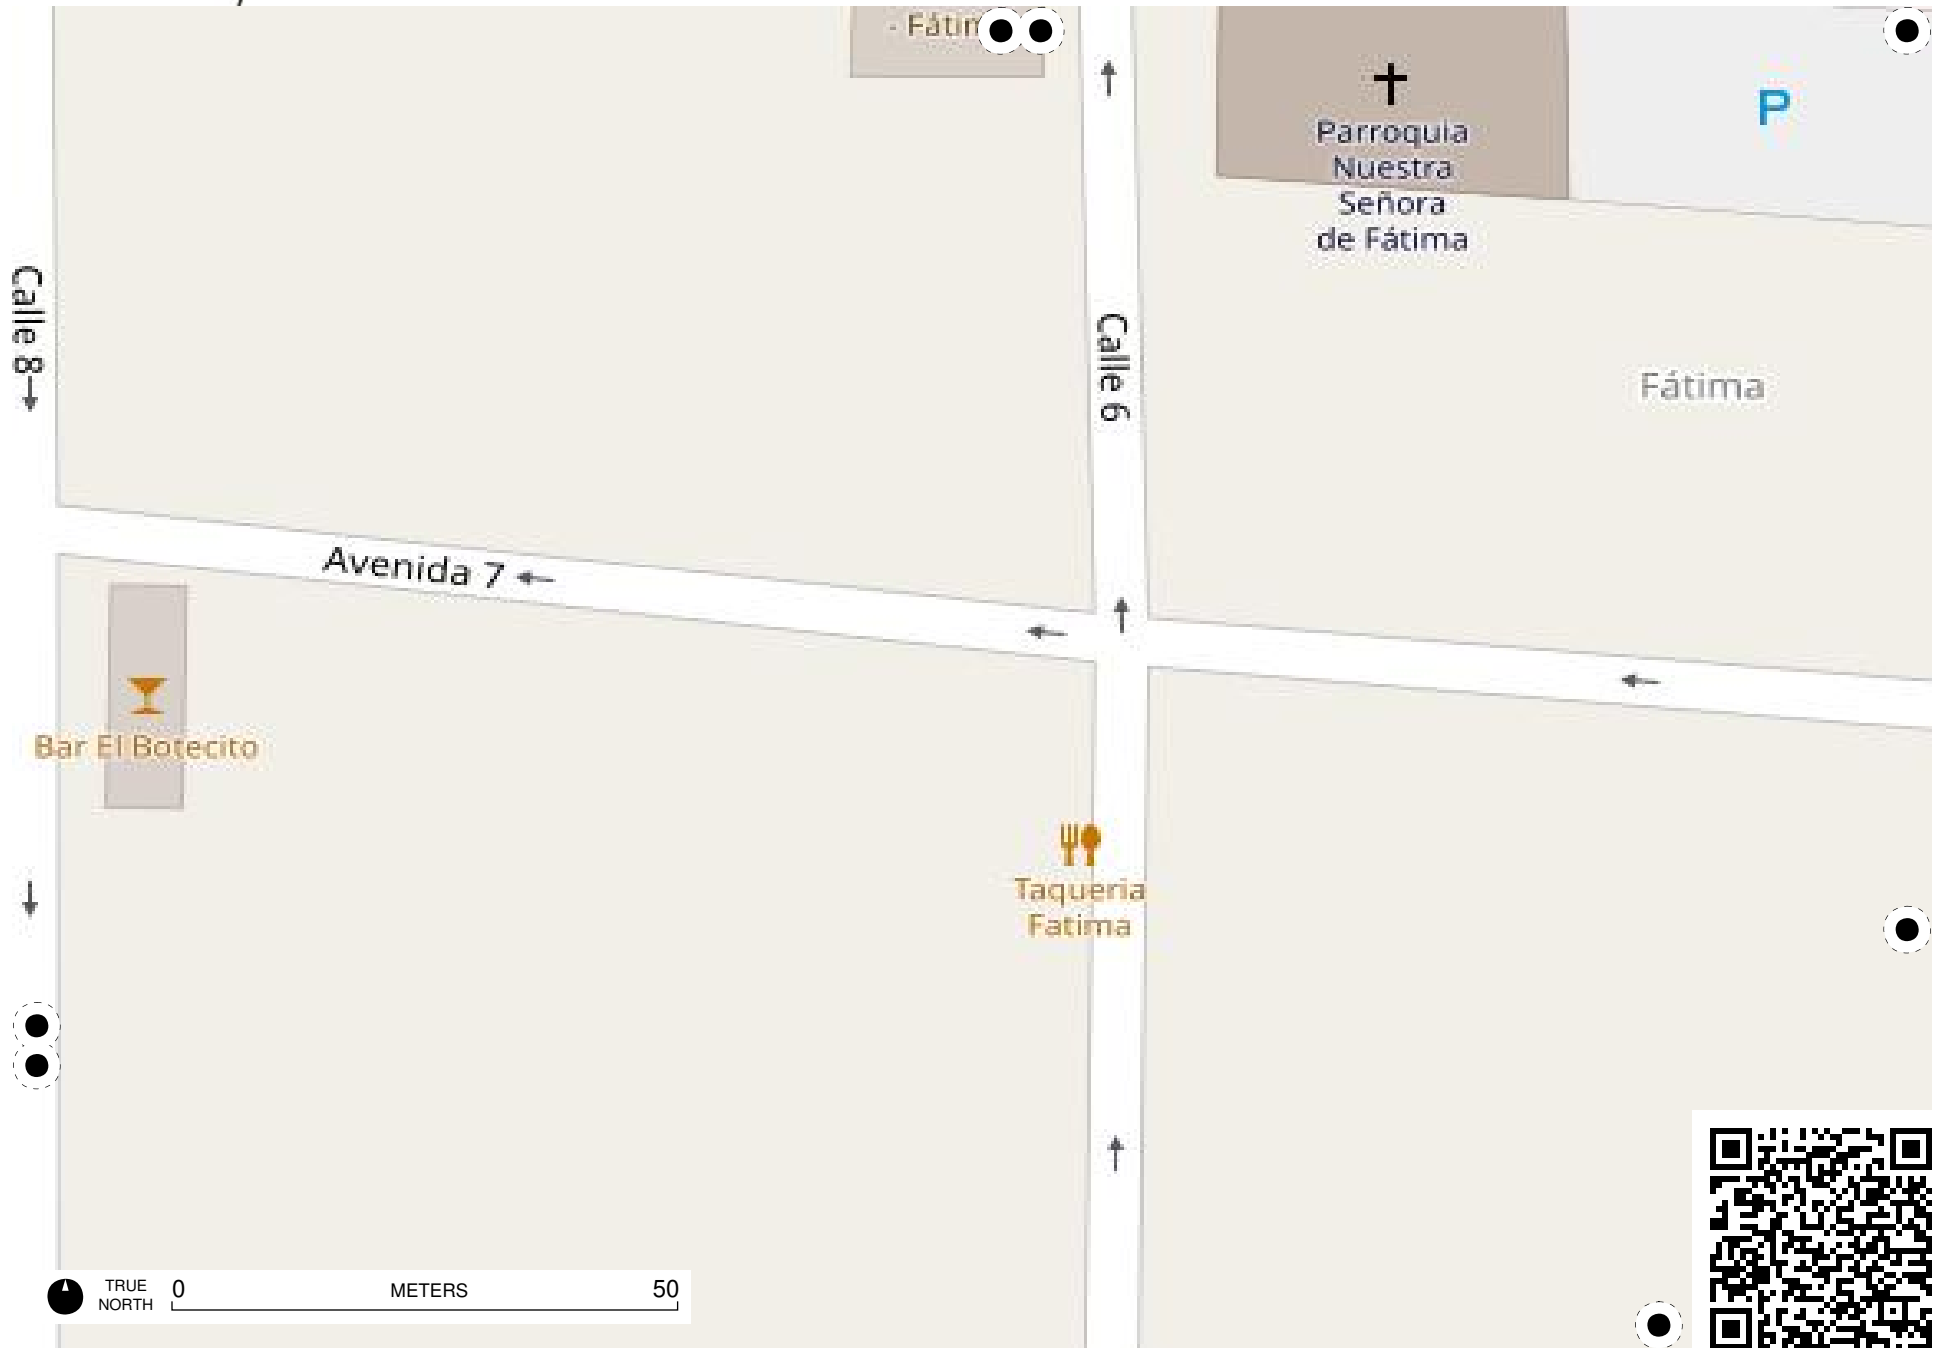 - Fátim
P
Parroquia
Nuestra
Señora
de Fátima
Calle 8
Calle 6
Fátima
Avenida 7
Bar El Botecito
Taqueria
Fatima
TRUE
NORTH
0 METERS 50